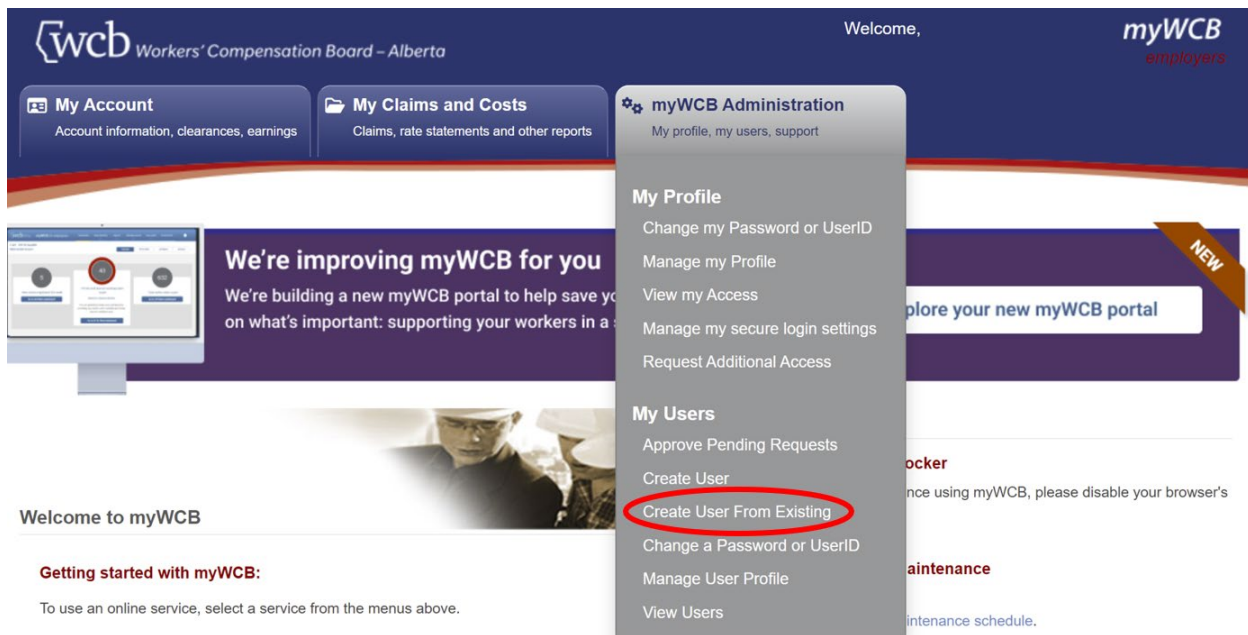 wcb Workers' Compensation Board – Alberta
Welcome,
myWCB
employers
My Account
Account information, clearances, earnings
My Claims and Costs
Claims, rate statements and other reports
myWCB Administration
My profile, my users, support
My Profile
Change my Password or UserID
Manage my Profile
View my Access
Manage my secure login settings
Request Additional Access
My Users
Approve Pending Requests
Create User
Create User From Existing
Change a Password or UserID
Manage User Profile
View Users
We're improving myWCB for you
We're building a new myWCB portal to help save yo
on what's important: supporting your workers in a s
NEW
plore your new myWCB portal
ocker
nce using myWCB, please disable your browser's
Welcome to myWCB
Getting started with myWCB:
To use an online service, select a service from the menus above.
aintenance
intenance schedule.